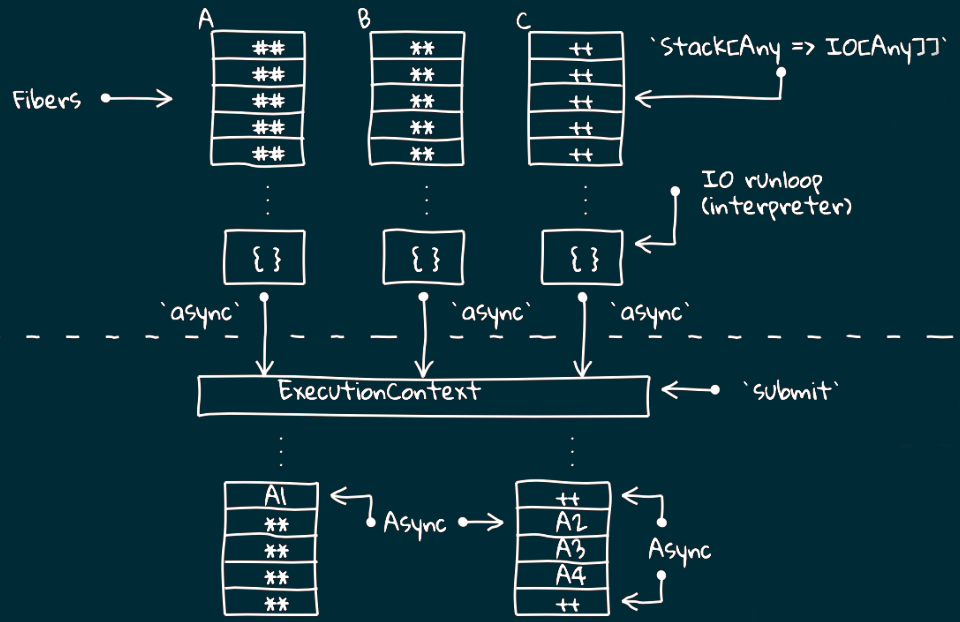 A B C
## ** ++ `Stack[Any => IO[Any]]`
## ** ++
Fibers ## ** ++
## ** ++
## ** ++
IO runloop
(interpreter)
{ } { } { }
`async` `async` `async`
ExecutionContext `submit`
A1 ++
** Async A2
** A3 Async
** A4
** ++